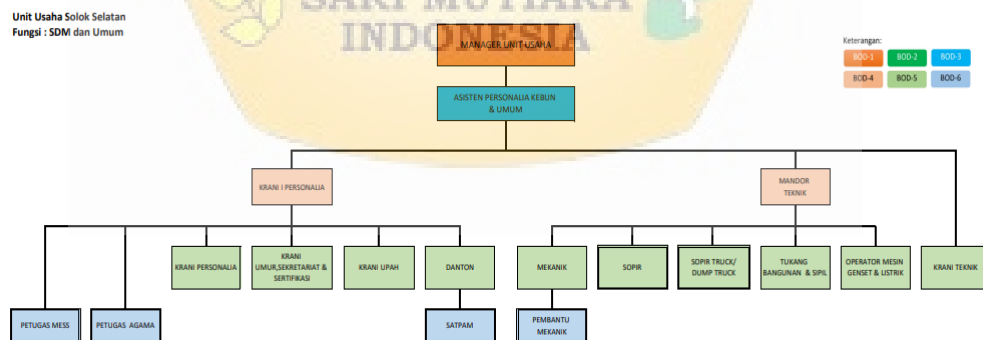 Unit Usaha Solok Selatan
Fungsi : SDM dan Umum
SARI MUTIARA
INDONESIA
MANAGER UNIT USAHA
Keterangan:
BOD-1 BOD-2 BOD-3
BOD-4 BOD-5 BOD-6
ASISTEN PERSONALIA KEBUN
& UMUM
KRANI I PERSONALIA
MANDOR
TEKNIK
KRANI PERSONALIA
KRANI
UMUR,SEKRETARIAT &
SERTIFIKASI
KRANI UPAH
DANTON
MEKANIK
SOPIR
SOPIR TRUCK/
DUMP TRUCK
TUKANG
BANGUNAN & SIPIL
OPERATOR MESIN
GENSET & LISTRIK
KRANI TEKNIK
PETUGAS MESS
PETUGAS AGAMA
SATPAM
PEMBANTU
MEKANIK